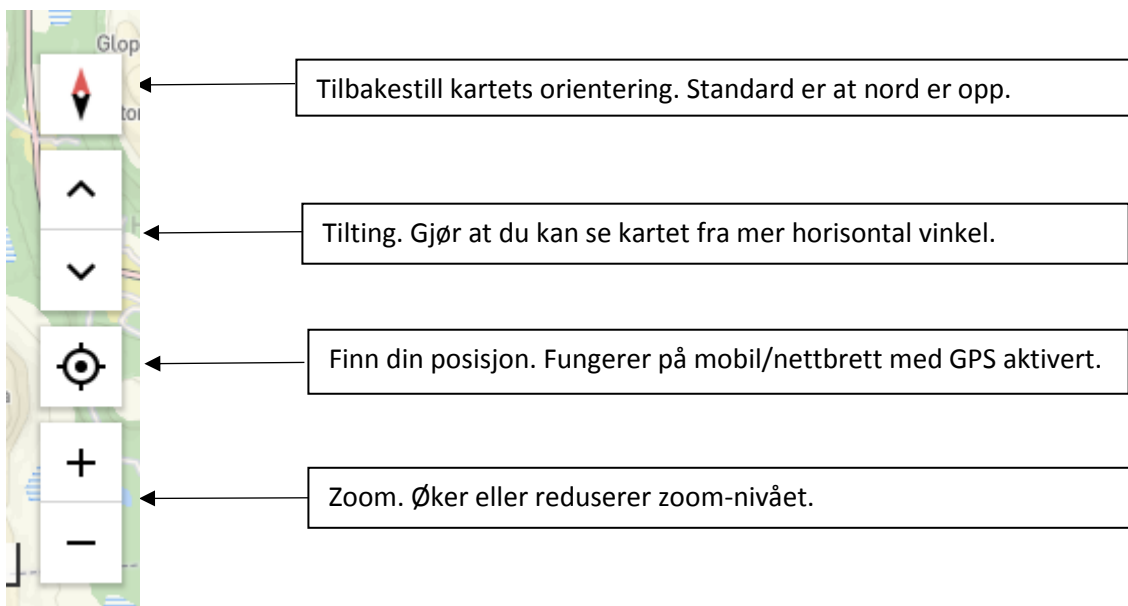 Glop
Tilbakestill kartets orientering. Standard er at nord er opp.
Tilting. Gjør at du kan se kartet fra mer horisontal vinkel.
Finn din posisjon. Fungerer på mobil/nettbrett med GPS aktivert.
Zoom. Øker eller reduserer zoom-nivået.